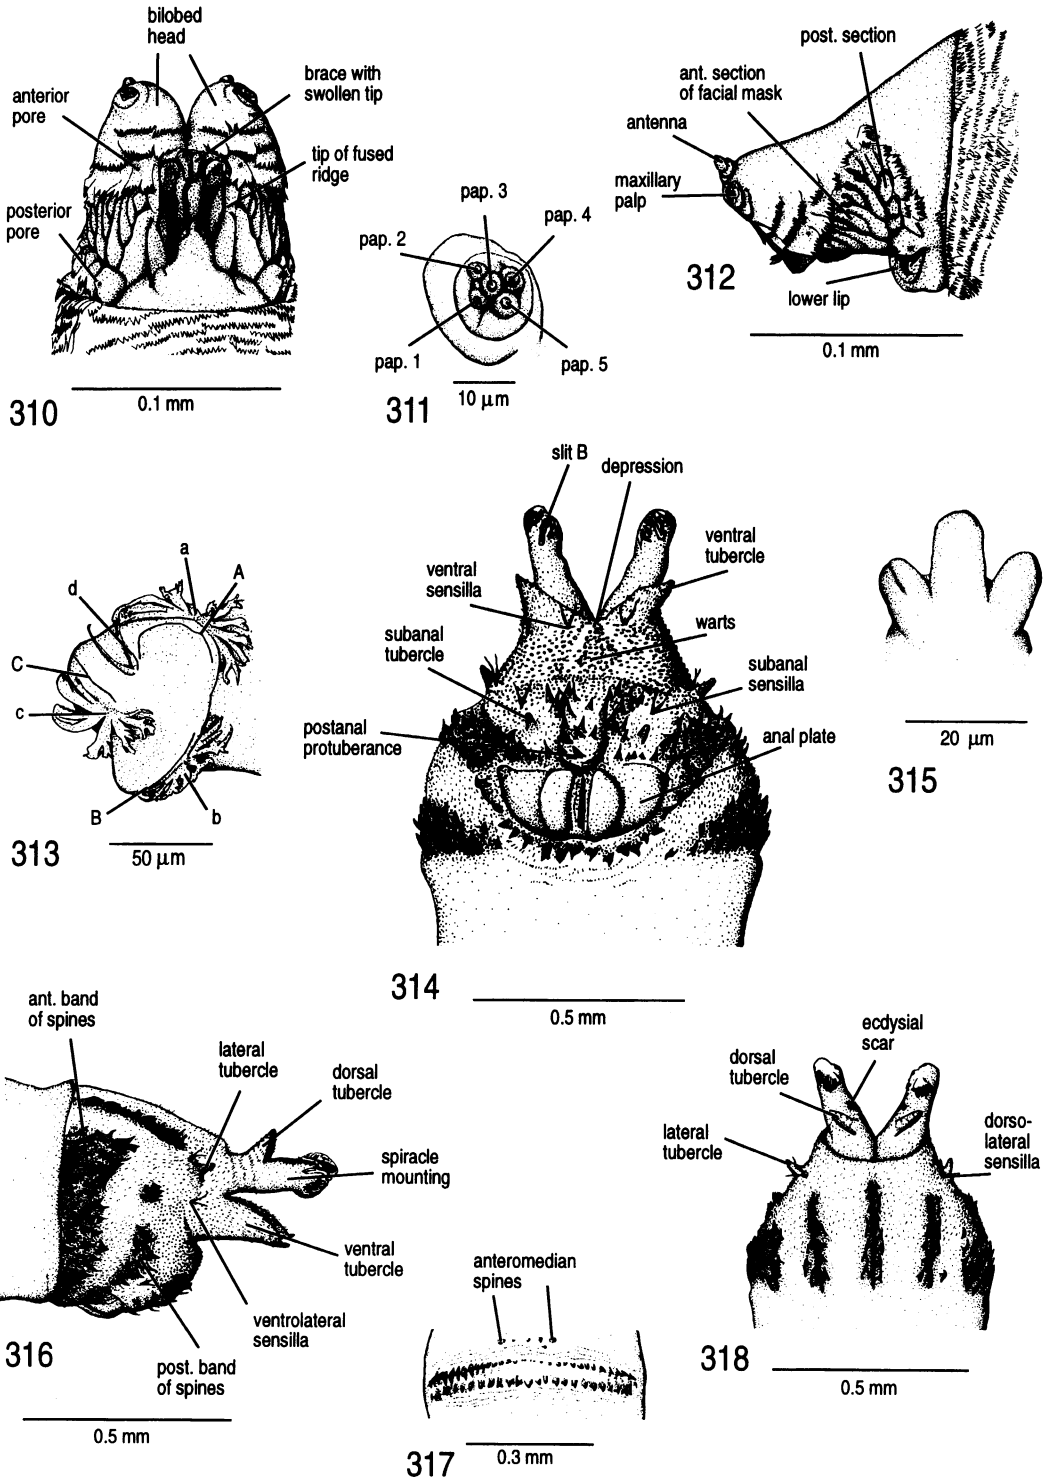 bilobed
head
anterior
pore
brace with
swollen tip
tip of fused
ridge
posterior
pore
310
0.1 mm
pap. 3
pap. 4
pap. 2
pap. 1
pap. 5
311
10 μm
post. section
ant. section
of facial mask
antenna
maxillary
palp
312
lower lip
0.1 mm
a
A
d
C
c
B
b
313
50 μm
slit B
depression
ventral
tubercle
ventral
sensilla
warts
subanal
tubercle
subanal
sensilla
postanal
protuberance
anal plate
314
0.5 mm
20 μm
315
ant. band
of spines
lateral
tubercle
dorsal
tubercle
spiracle
mounting
ventral
tubercle
ventrolateral
sensilla
post. band
of spines
316
0.5 mm
anteromedian
spines
317
0.3 mm
ecdysial
scar
dorsal
tubercle
lateral
tubercle
dorso-
lateral
sensilla
318
0.5 mm